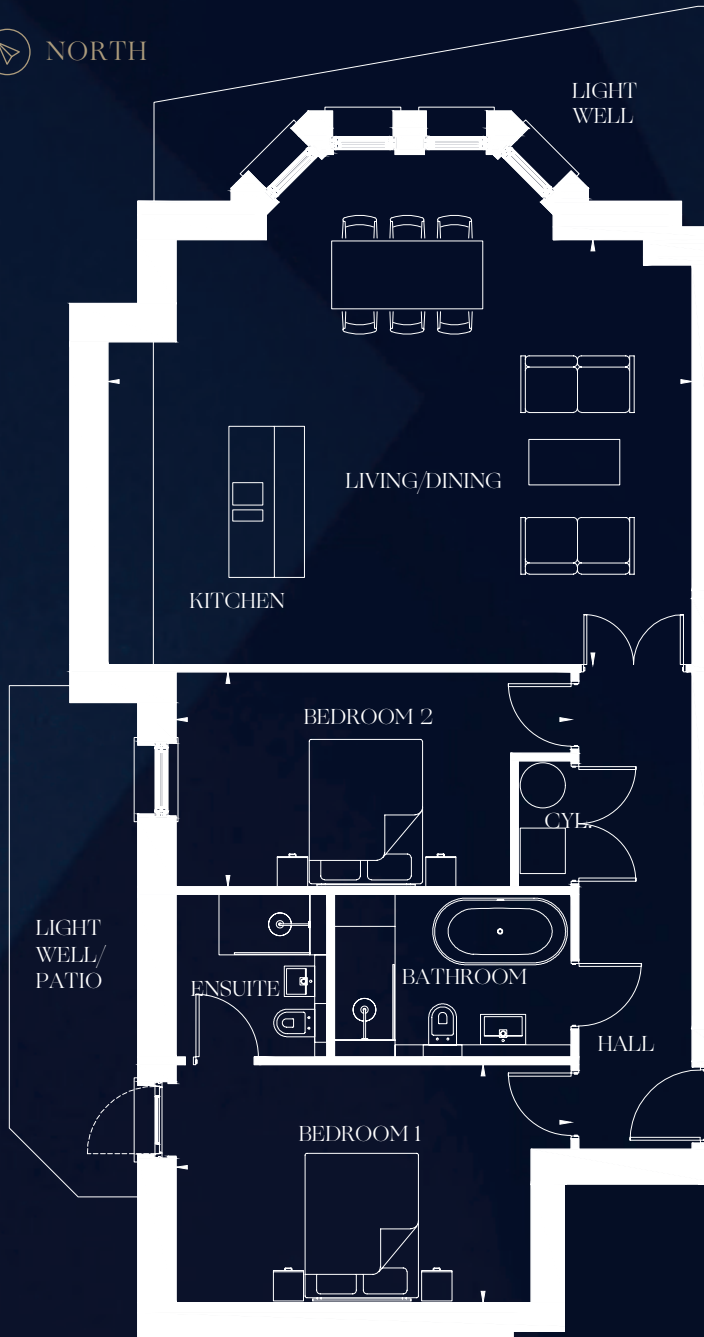 NORTH
LIGHT
WELL
LIVING/DINING
KITCHEN
BEDROOM 2
CYL.
LIGHT
WELL/
PATIO
ENSUITE
BATHROOM
HALL
BEDROOM 1